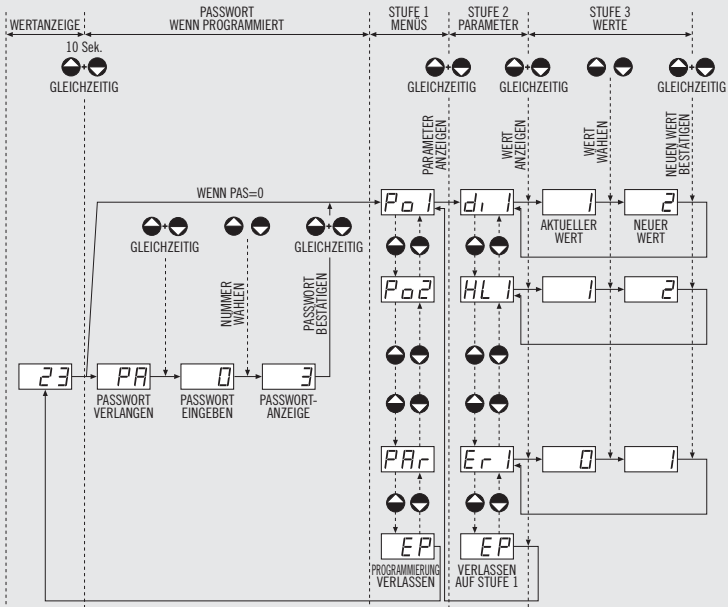 WERTANZEIGE
PASSWORT
WENN PROGRAMMIERT
STUFE 1
MENÜS
STUFE 2
PARAMETER
STUFE 3
WERTE
10 Sek.
+
GLEICHZEITIG
+
GLEICHZEITIG
+
GLEICHZEITIG
+
GLEICHZEITIG
PARAMETER
ANZEIGEN
WERT
ANZEIGEN
WERT
WÄHLEN
NEUEN WERT
BESTÄTIGEN
WENN PAS=0
Po1
di1
1
2
AKTUELLER
WERT
NEUER
WERT
+
GLEICHZEITIG
+
GLEICHZEITIG
NUMMER
WÄHLEN
PASSWORT
BESTÄTIGEN
Po2
HL1
1
2
23
PA
0
3
PASSWORT
VERLANGEN
PASSWORT
EINGEBEN
PASSWORT-
ANZEIGE
PAr
Er1
0
1
EP
EP
PROGRAMMIERUNG
VERLASSEN
VERLASSEN
AUF STUFE 1